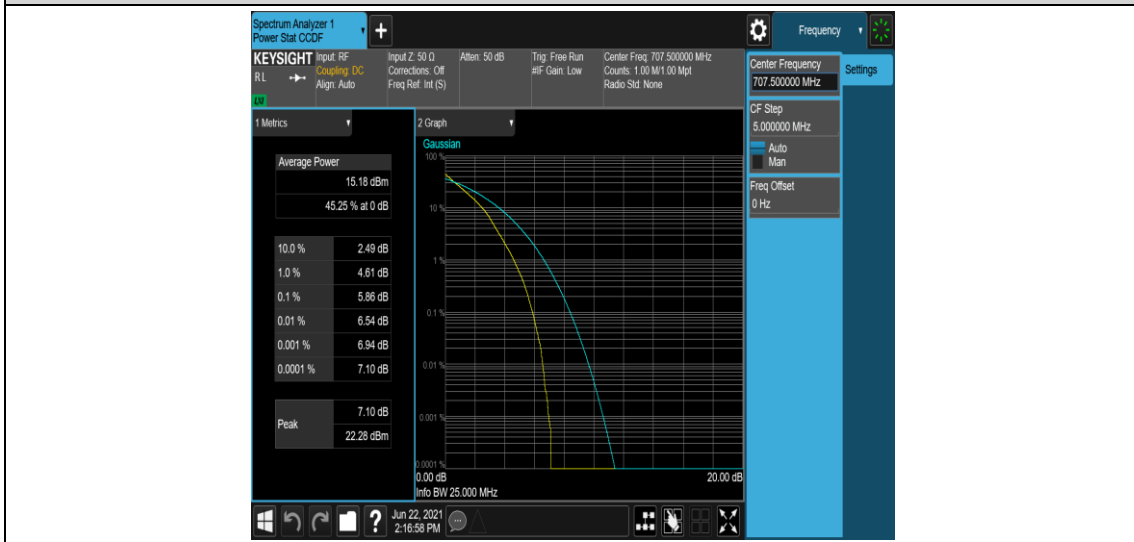 Spectrum Analyzer 1
Power Stat CCDF
+
Frequency
KEYSIGHT
RL
LXI
Input: RF
Coupling: DC
Align: Auto
Input Z: 50 Ω
Corrections: Off
Freq Ref: Int (S)
Atten: 50 dB
Trig: Free Run
#IF Gain: Low
Center Freq: 707.500000 MHz
Counts: 1.00 M/1.00 Mpt
Radio Std: None
Center Frequency
707.500000 MHz
Settings
CF Step
5.000000 MHz
Auto
Man
Freq Offset
0 Hz
1 Metrics
Average Power
15.18 dBm
45.25 % at 0 dB
10.0 % 2.49 dB
1.0 % 4.61 dB
0.1 % 5.86 dB
0.01 % 6.54 dB
0.001 % 6.94 dB
0.0001 % 7.10 dB
Peak
7.10 dB
22.28 dBm
2 Graph
Gaussian
100 %
10 %
1 %
0.1 %
0.01 %
0.001 %
0.0001 %
0.00 dB 20.00 dB
Info BW 25.000 MHz
?
Jun 22, 2021
2:16:58 PM